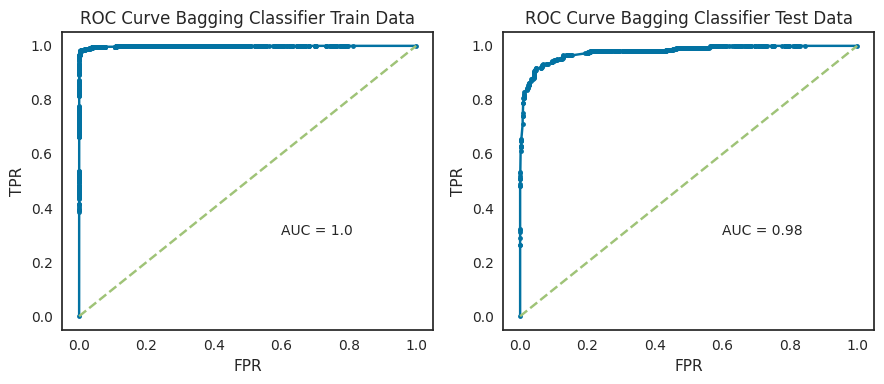 ROC Curve Bagging Classifier Train Data
1.0
0.8
0.6
0.4
0.2
0.0
TPR
AUC = 1.0
0.0 0.2 0.4 0.6 0.8 1.0
FPR
ROC Curve Bagging Classifier Test Data
1.0
0.8
0.6
0.4
0.2
0.0
TPR
AUC = 0.98
0.0 0.2 0.4 0.6 0.8 1.0
FPR